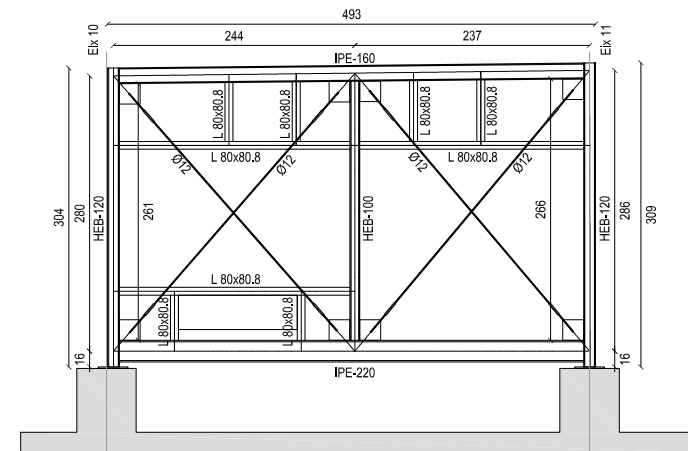 493
Eix 10
244
237
Eix 11
IPE-160
L 80x80.8
L 80x80.8
L 80x80.8
L 80x80.8
Ø12
Ø12
Ø12
Ø12
L 80x80.8
L 80x80.8
304
280
HEB-120
261
HEB-100
266
HEB-120
286
309
L 80x80.8
L 80x80.8
L 80x80.8
16
16
IPE-220